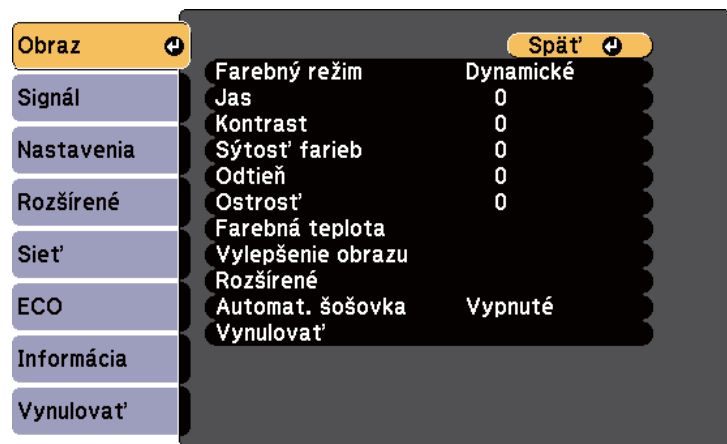 Obraz
Signál
Nastavenia
Rozšírené
Sieť
ECO
Informácia
Vynulovať
Späť
Farebný režim Dynamické
Jas 0
Kontrast 0
Sýtosť farieb 0
Odtieň 0
Ostrosť 0
Farebná teplota
Vylepšenie obrazu
Rozšírené
Automat. šošovka Vypnuté
Vynulovať